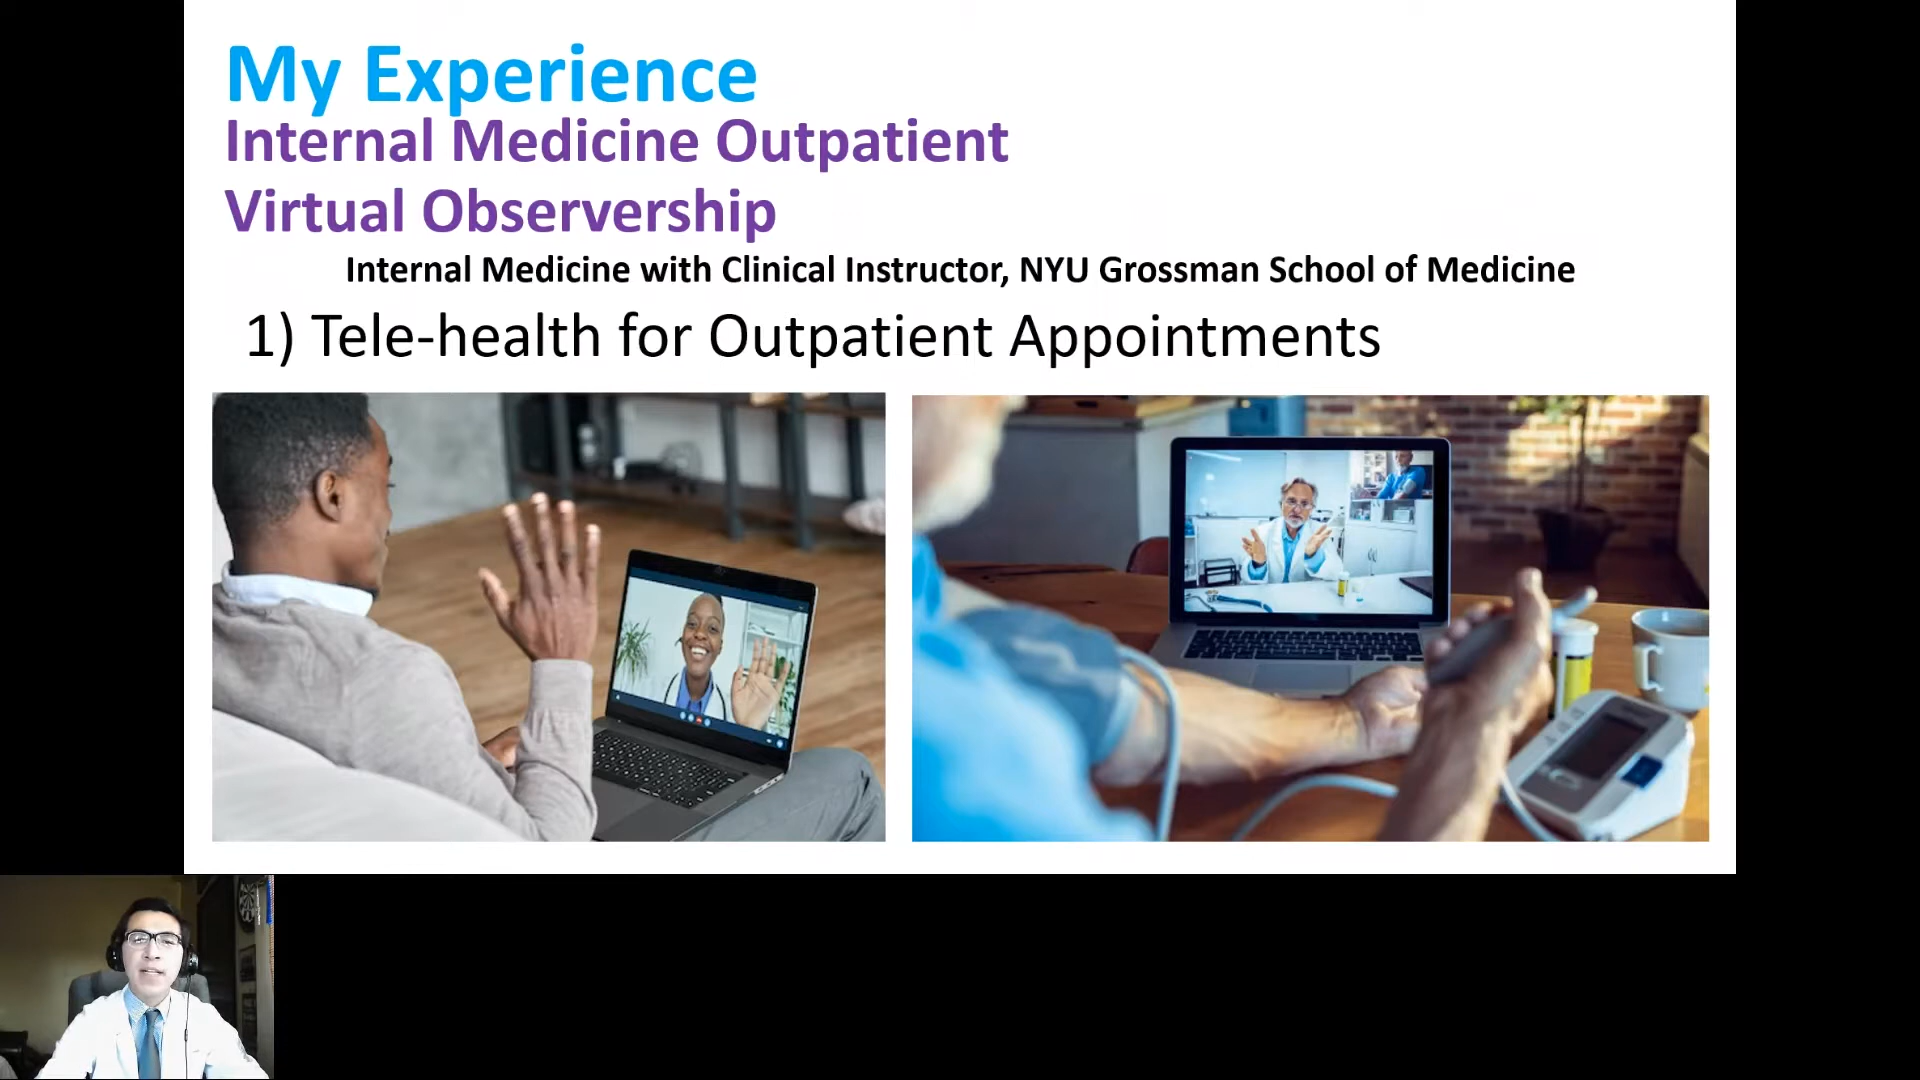 My Experience
Internal Medicine Outpatient
Virtual Observership
Internal Medicine with Clinical Instructor, NYU Grossman School of Medicine
1) Tele-health for Outpatient Appointments